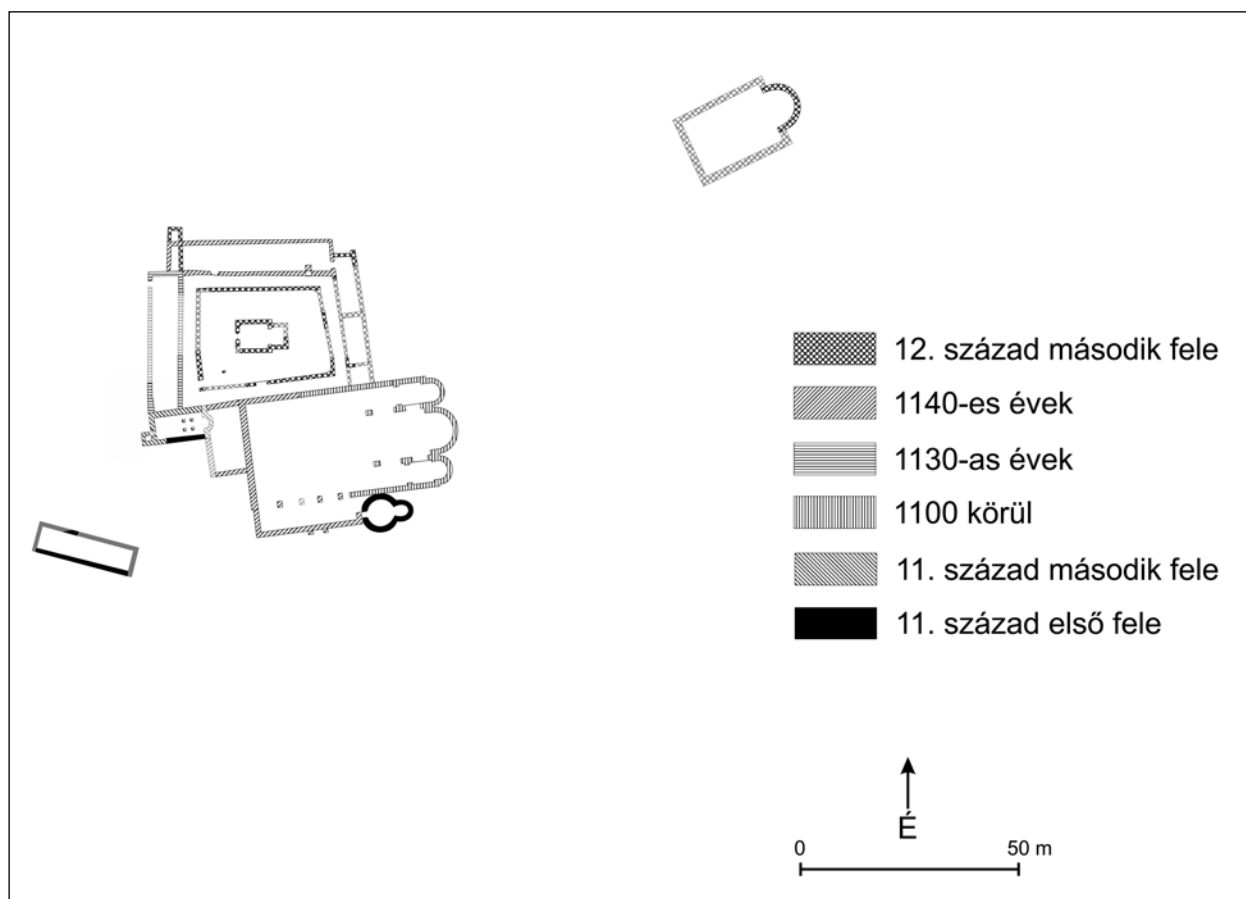 12. század második fele
1140-es évek
1130-as évek
1100 körül
11. század második fele
11. század első fele
É
0 50 m